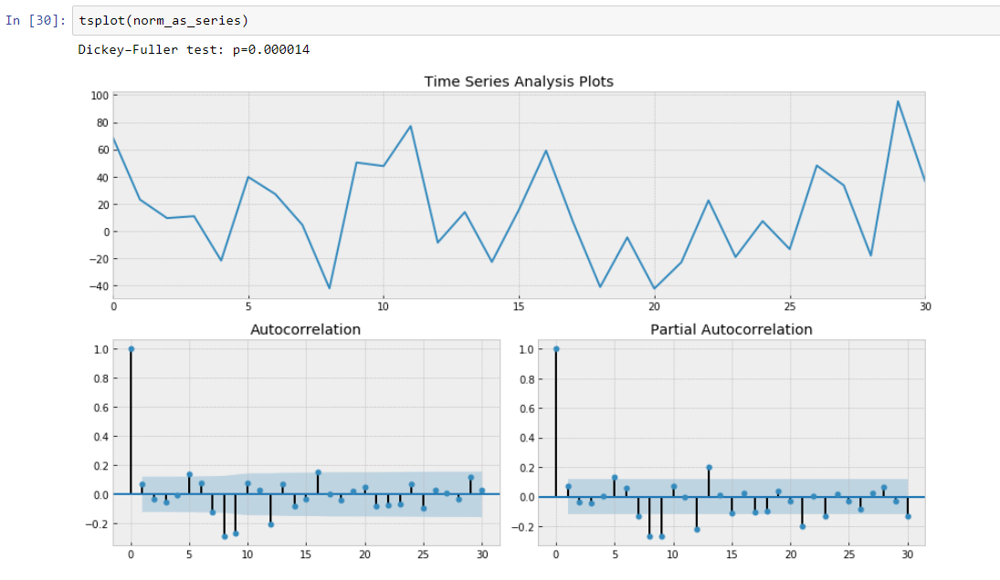 In [30]: tsplot(norm_as_series)
Dickey-Fuller test: p=0.000014
Time Series Analysis Plots
100
80
60
40
20
0
−20
−40
0 5 10 15 20 25 30
Autocorrelation Partial Autocorrelation
1.0 1.0
0.8 0.8
0.6 0.6
0.4 0.4
0.2 0.2
0.0 0.0
−0.2 −0.2
0 5 10 15 20 25 30 0 5 10 15 20 25 30